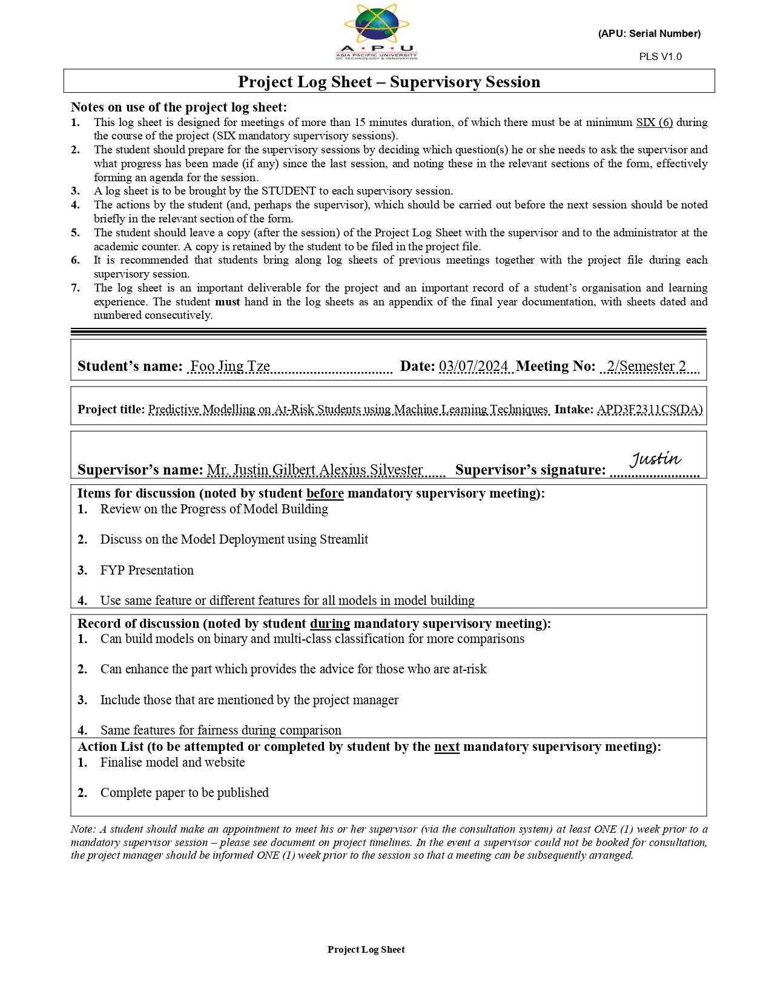 A • P • U
ASIA PACIFIC UNIVERSITY
OF TECHNOLOGY & INNOVATION
(APU: Serial Number)
PLS V1.0
Project Log Sheet – Supervisory Session
Notes on use of the project log sheet:
1. This log sheet is designed for meetings of more than 15 minutes duration, of which there must be at minimum SIX (6) during
the course of the project (SIX mandatory supervisory sessions).
2. The student should prepare for the supervisory sessions by deciding which question(s) he or she needs to ask the supervisor and
what progress has been made (if any) since the last session, and noting these in the relevant sections of the form, effectively
forming an agenda for the session.
3. A log sheet is to be brought by the STUDENT to each supervisory session.
4. The actions by the student (and, perhaps the supervisor), which should be carried out before the next session should be noted
briefly in the relevant section of the form.
5. The student should leave a copy (after the session) of the Project Log Sheet with the supervisor and to the administrator at the
academic counter. A copy is retained by the student to be filed in the project file.
6. It is recommended that students bring along log sheets of previous meetings together with the project file during each
supervisory session.
7. The log sheet is an important deliverable for the project and an important record of a student’s organisation and learning
experience. The student must hand in the log sheets as an appendix of the final year documentation, with sheets dated and
numbered consecutively.
Student’s name: Foo Jing Tze Date: 03/07/2024 Meeting No: 2/Semester 2
Project title: Predictive Modelling on At-Risk Students using Machine Learning Techniques Intake: APD3F2311CS(DA)
Justin
Supervisor’s name: Mr. Justin Gilbert Alexius Silvester Supervisor’s signature:
Items for discussion (noted by student before mandatory supervisory meeting):
1. Review on the Progress of Model Building
2. Discuss on the Model Deployment using Streamlit
3. FYP Presentation
4. Use same feature or different features for all models in model building
Record of discussion (noted by student during mandatory supervisory meeting):
1. Can build models on binary and multi-class classification for more comparisons
2. Can enhance the part which provides the advice for those who are at-risk
3. Include those that are mentioned by the project manager
4. Same features for fairness during comparison
Action List (to be attempted or completed by student by the next mandatory supervisory meeting):
1. Finalise model and website
2. Complete paper to be published
Note: A student should make an appointment to meet his or her supervisor (via the consultation system) at least ONE (1) week prior to a
mandatory supervisor session – please see document on project timelines. In the event a supervisor could not be booked for consultation,
the project manager should be informed ONE (1) week prior to the session so that a meeting can be subsequently arranged.
Project Log Sheet